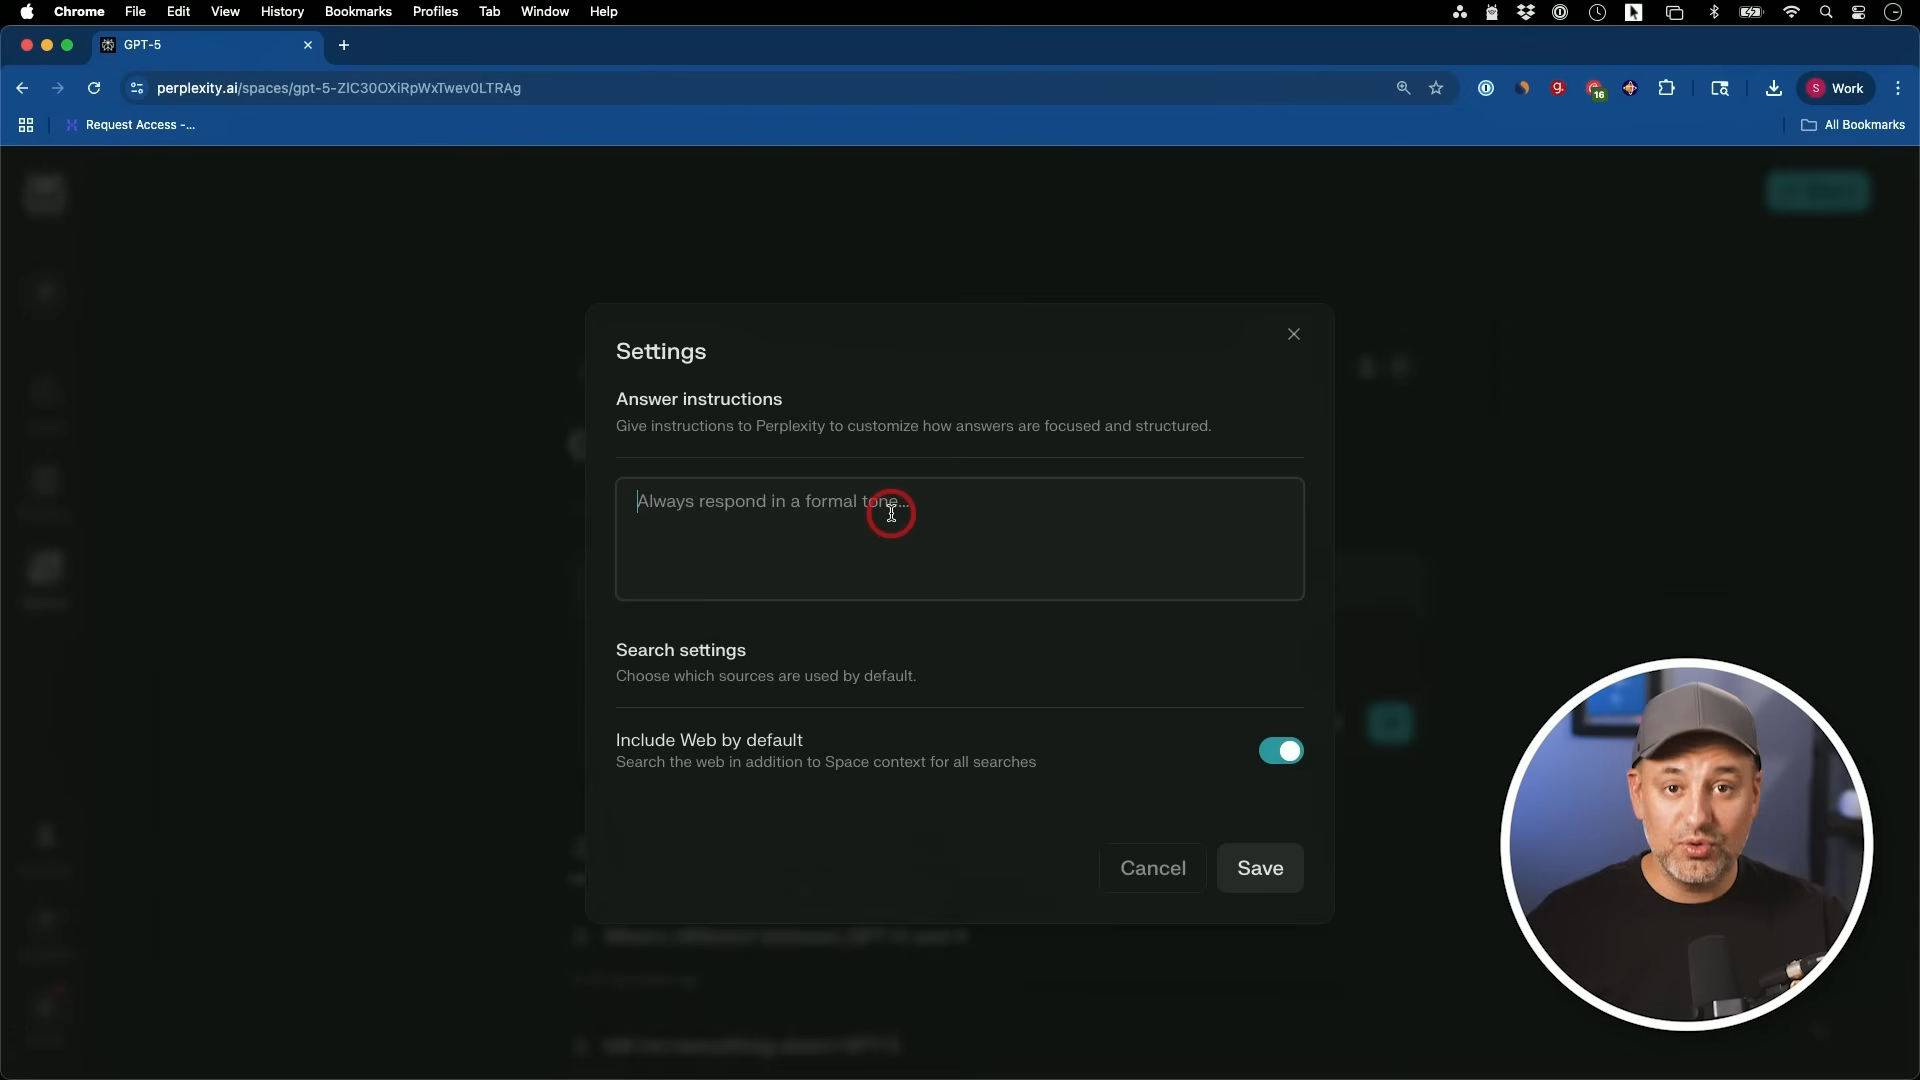 Chrome File Edit View History Bookmarks Profiles Tab Window Help
GPT-5
perplexity.ai/spaces/gpt-5-ZIC30OXiRpWxTwev0LTRAg
16
S Work
Request Access -...
All Bookmarks
Settings
Answer instructions
Give instructions to Perplexity to customize how answers are focused and structured.
Always respond in a formal tone...
Search settings
Choose which sources are used by default.
Include Web by default
Search the web in addition to Space context for all searches
Cancel Save